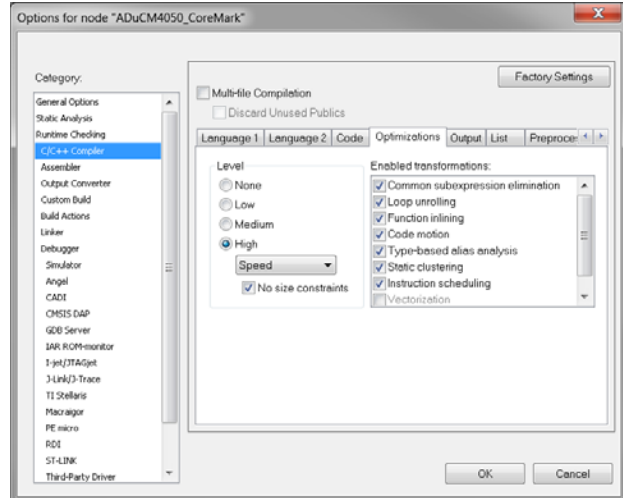 Options for node "ADuCM4050_CoreMark"
Category:
General Options
Static Analysis
Runtime Checking
C/C++ Compiler
Assembler
Output Converter
Custom Build
Build Actions
Linker
Debugger
Simulator
Angel
CADI
CMSIS DAP
GDB Server
IAR ROM-monitor
I-jet/JTAGjet
J-Link/J-Trace
TI Stellaris
Macraigor
PE micro
RDI
ST-LINK
Third-Party Driver
Factory Settings
Multi-file Compilation
Discard Unused Publics
Language 1 Language 2 Code Optimizations Output List Preproce
Level
None
Low
Medium
High
Speed
No size constraints
Enabled transformations:
Common subexpression elimination
Loop unrolling
Function inlining
Code motion
Type-based alias analysis
Static clustering
Instruction scheduling
Vectorization
OK Cancel